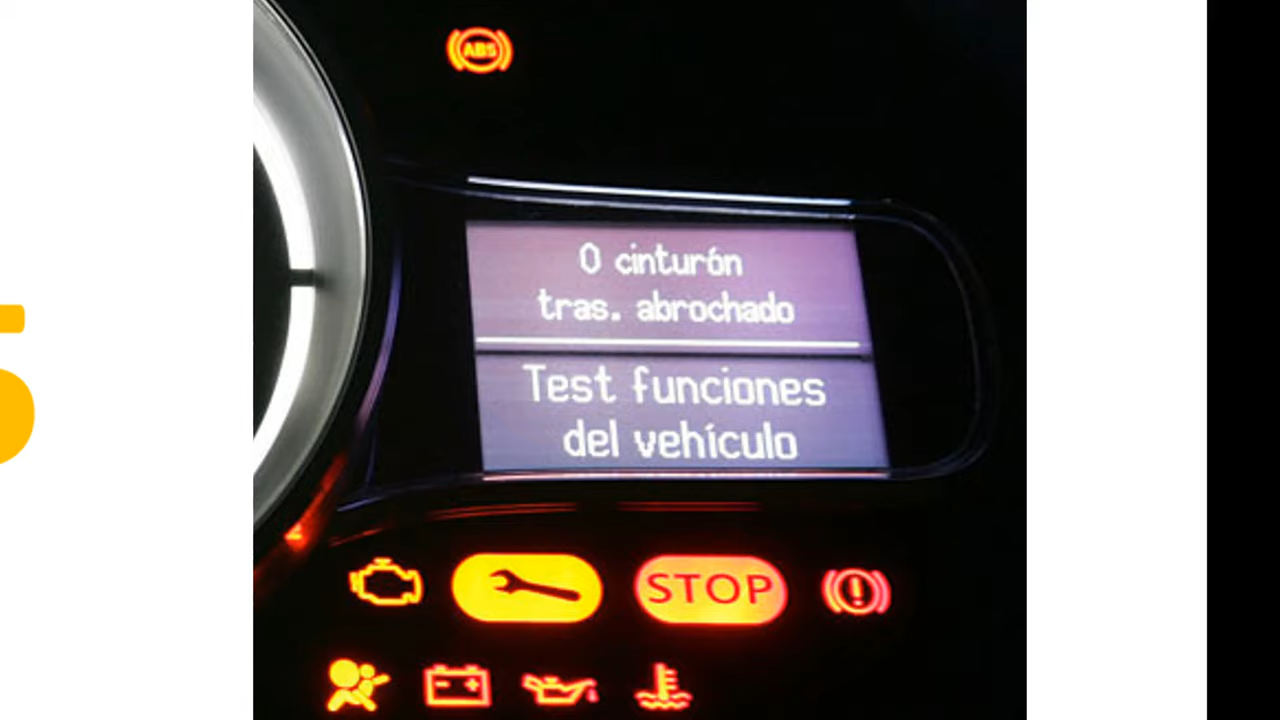 ABS
0 cinturón
tras. abrochado
Test funciones
del vehículo
STOP